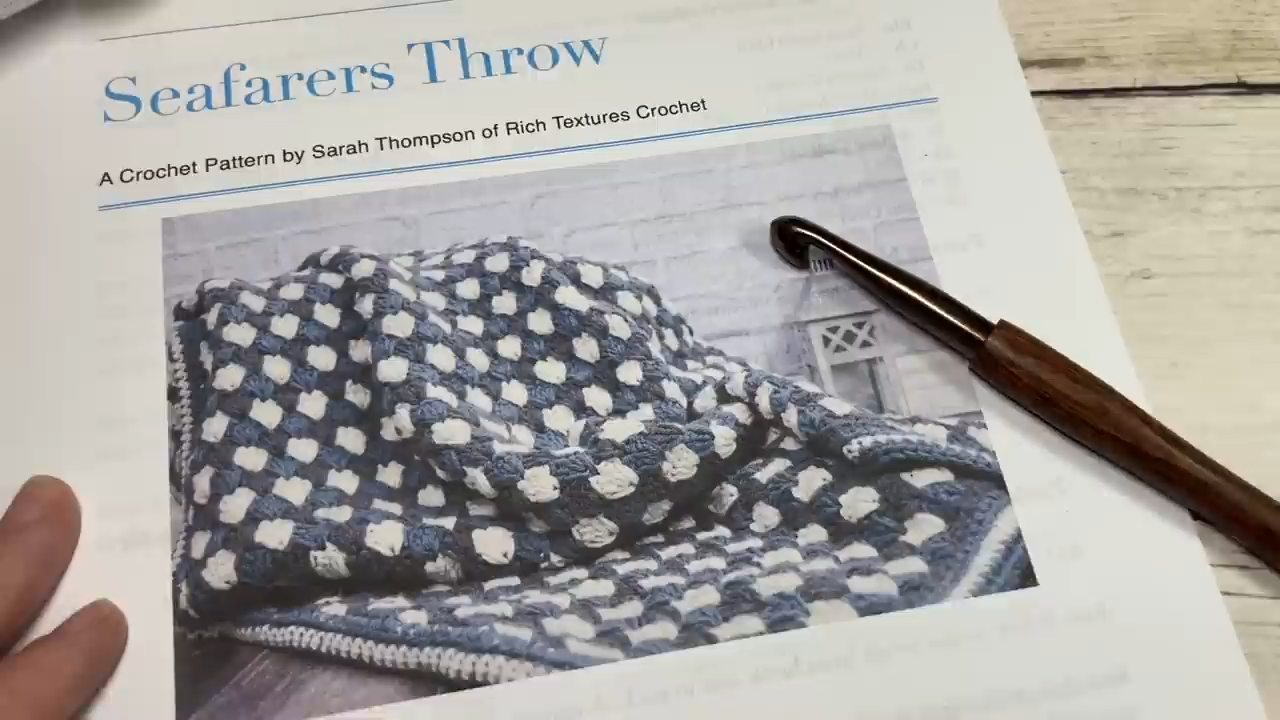 Seafarers Throw
A Crochet Pattern by Sarah Thompson of Rich Textures Crochet